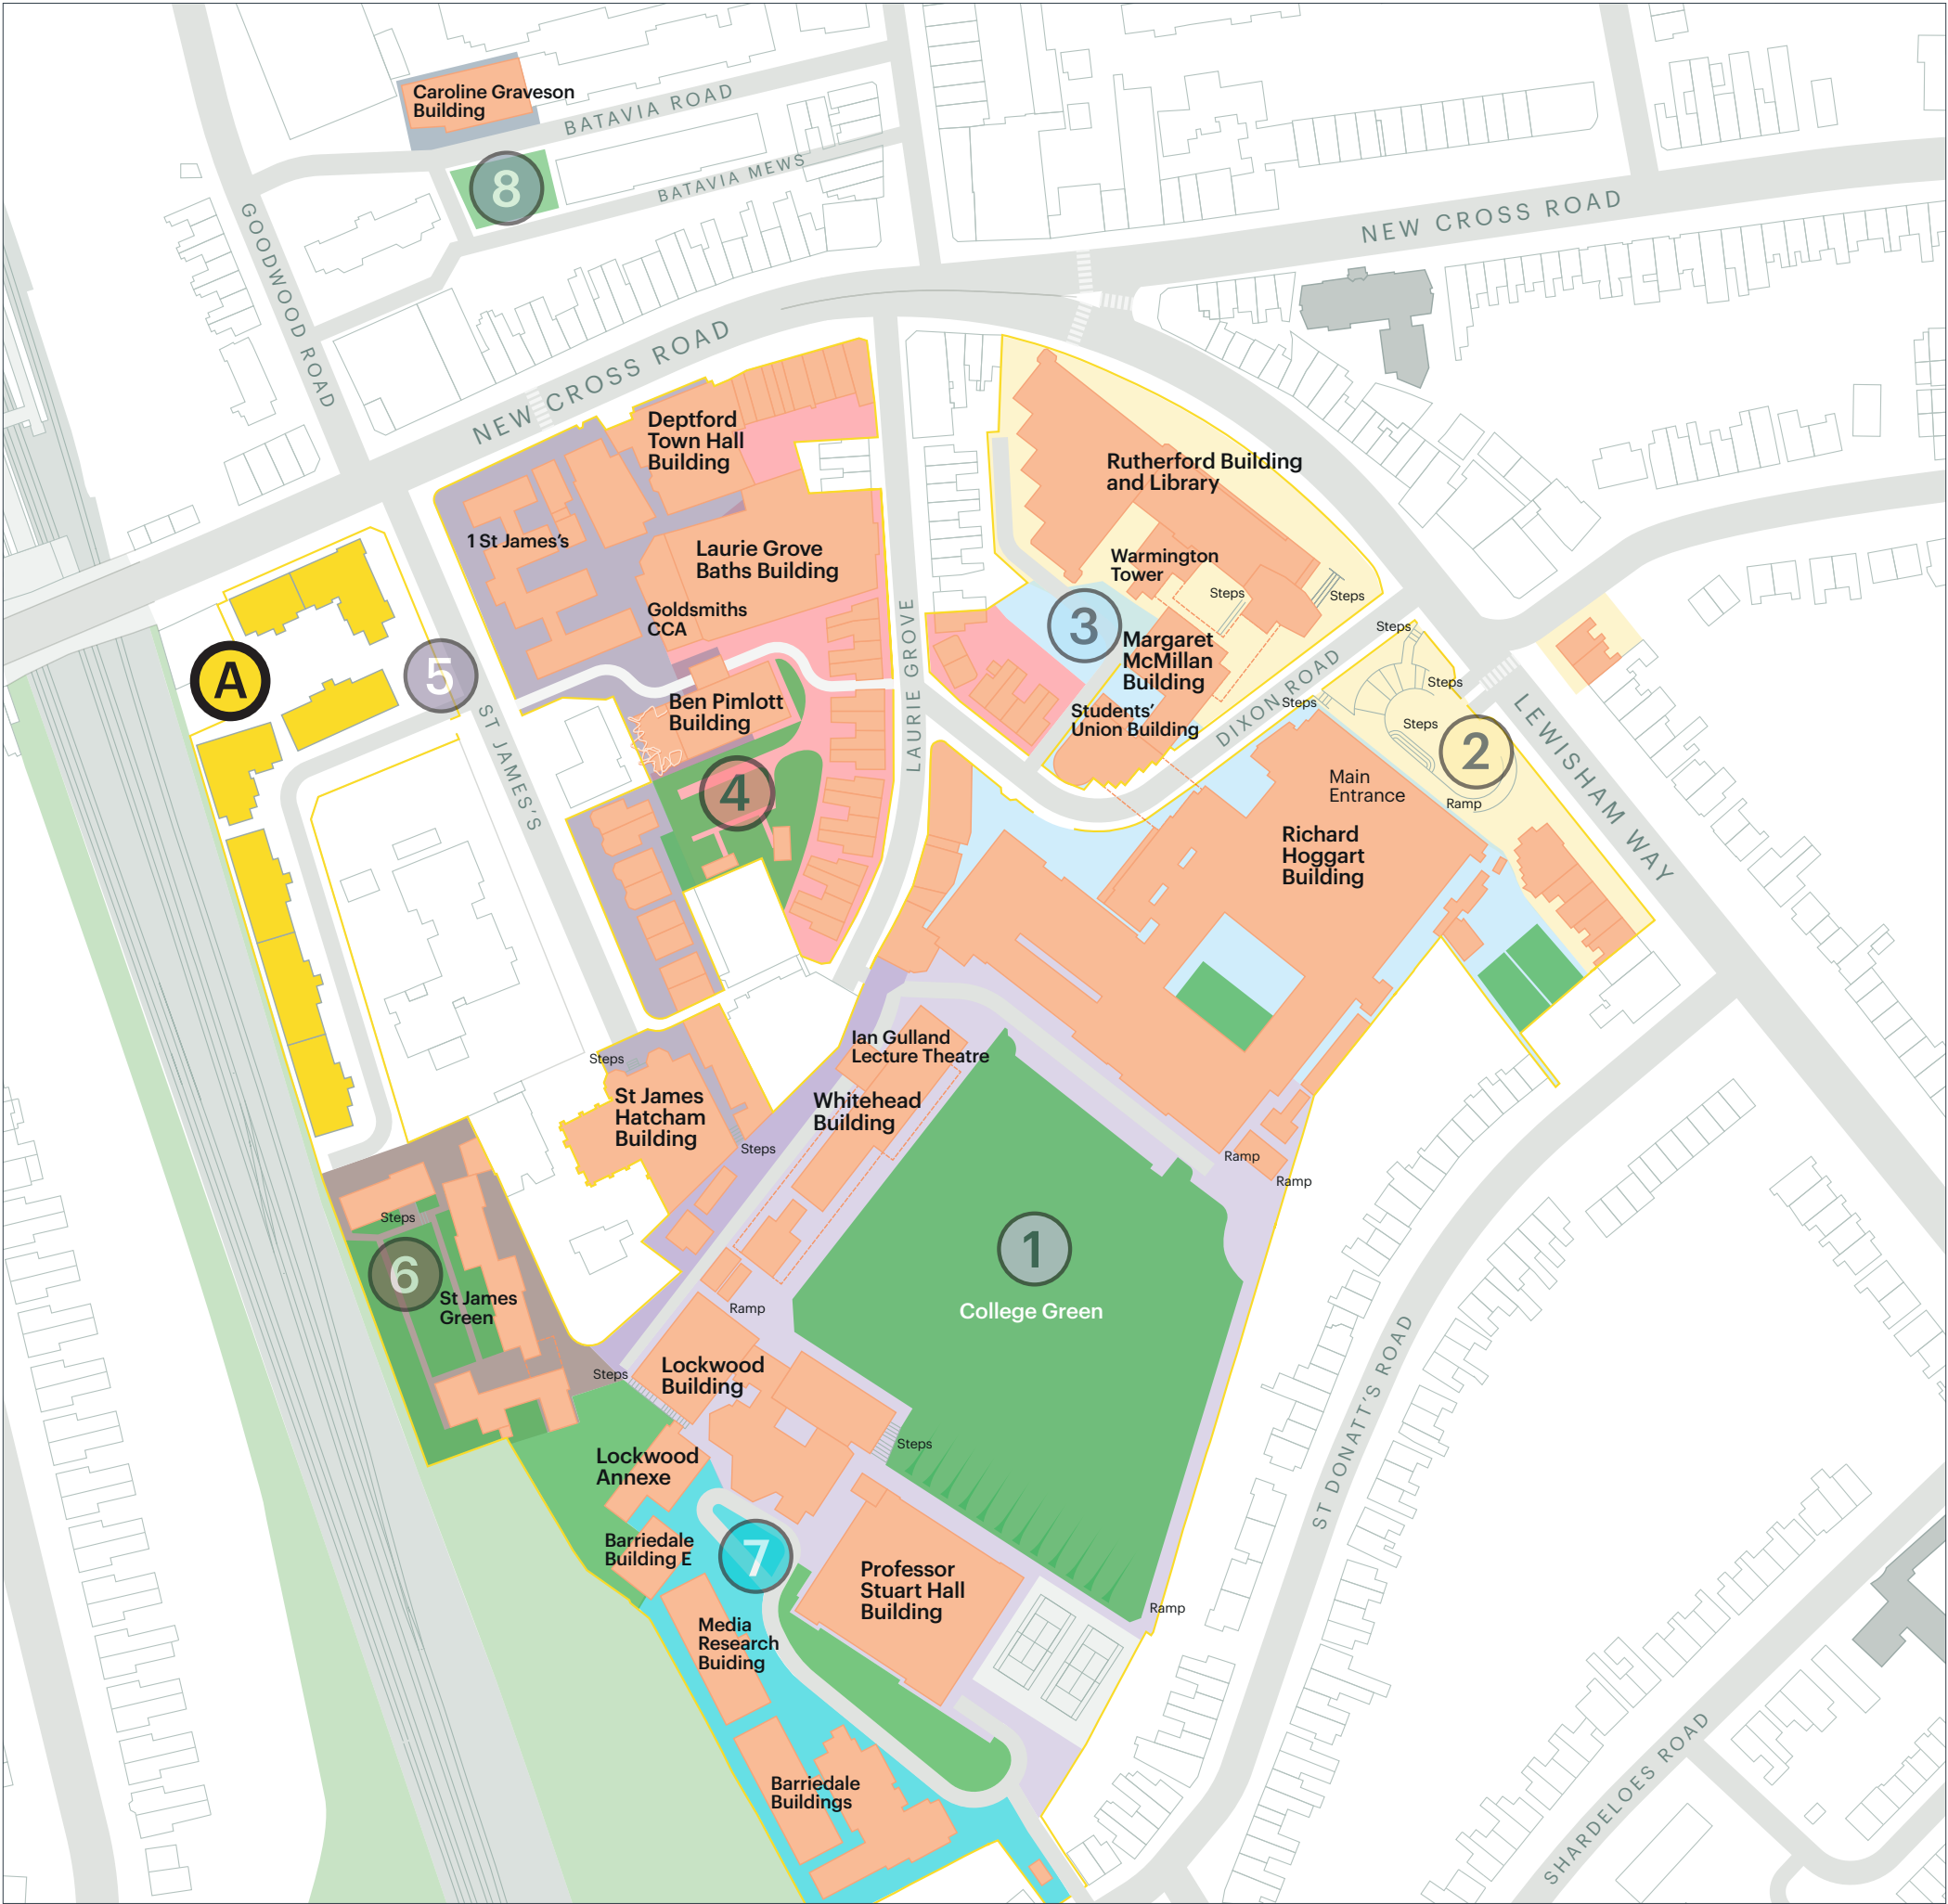 Caroline Graveson
Building
BATAVIA ROAD
8
BATAVIA MEWS
NEW CROSS ROAD
GOODWOOD ROAD
NEW CROSS ROAD
Deptford
Town Hall
Building
1 St James's
Laurie Grove
Baths Building
Goldsmiths
CCA
Rutherford Building
and Library
Warmington
Tower
Steps
Steps
3
Margaret
McMillan
Building
Students'
Union Building
LAURIE GROVE
DIXON ROAD
Steps
Steps
Steps
Steps
2
Ramp
LEWISHAM WAY
A
5
ST JAMES'S
Ben Pimlott
Building
4
Main
Entrance
Richard
Hoggart
Building
Ian Gulland
Lecture Theatre
Whitehead
Building
Steps
St James
Hatcham
Building
Steps
Ramp
Ramp
Steps
6
St James
Green
1
College Green
Ramp
Steps
Lockwood
Building
Steps
Lockwood
Annexe
Barriedale
Building E
7
Professor
Stuart Hall
Building
Ramp
Media
Research
Buiding
Barriedale
Buildings
ST DONATT'S ROAD
SHARDELOES ROAD